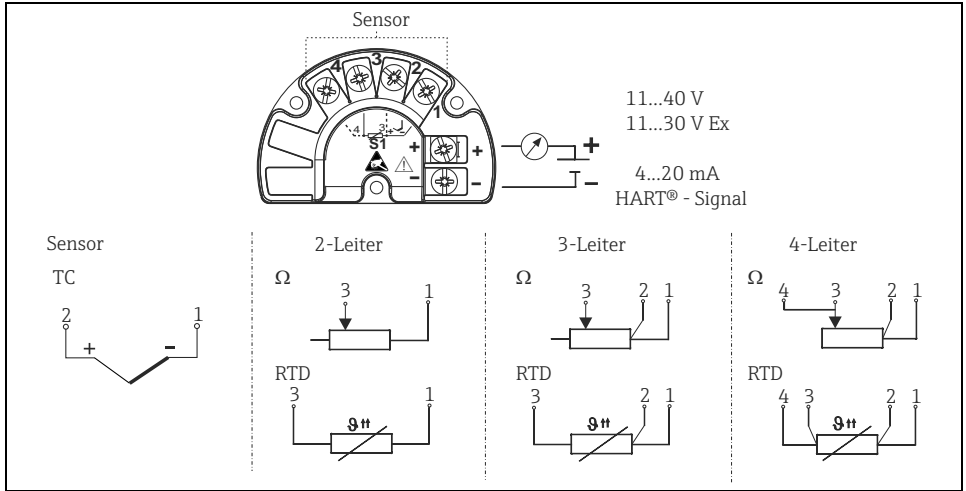 Sensor
4 3 2 1
4 3
S1
+ +
- -
+
-
11...40 V
11...30 V Ex
4...20 mA
HART® - Signal
Sensor
TC
2 1
+ -
2-Leiter
Ω
3 1
RTD
3 1
ϑ
3-Leiter
Ω
3 2 1
RTD
3 2 1
ϑ
4-Leiter
Ω
4 3 2 1
RTD
4 3 2 1
ϑ